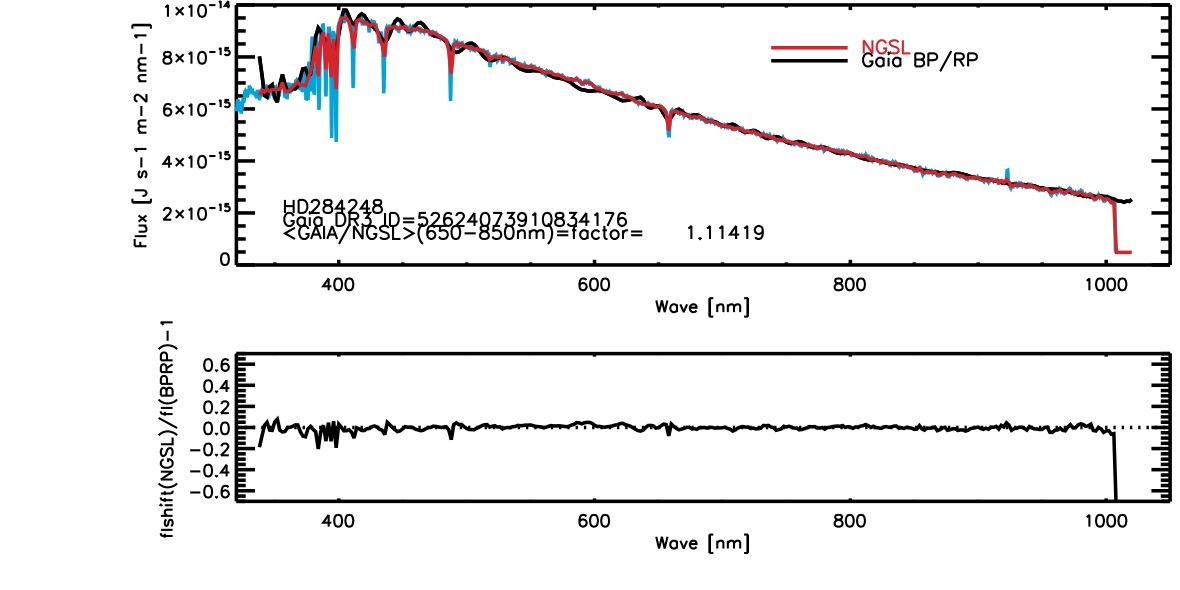 1×10−14
8×10−15
6×10−15
4×10−15
2×10−15
0
Flux [J s−1 m−2 nm−1]
NGSL
Gaia BP/RP
HD284248
Gaia DR3 ID=52624073910834176
<GAIA/NGSL>(650−850nm)=factor= 1.11419
400 600 800 1000
Wave [nm]
0.6
0.4
0.2
0.0
−0.2
−0.4
−0.6
flshift(NGSL)/fl(BPRP)−1
400 600 800 1000
Wave [nm]